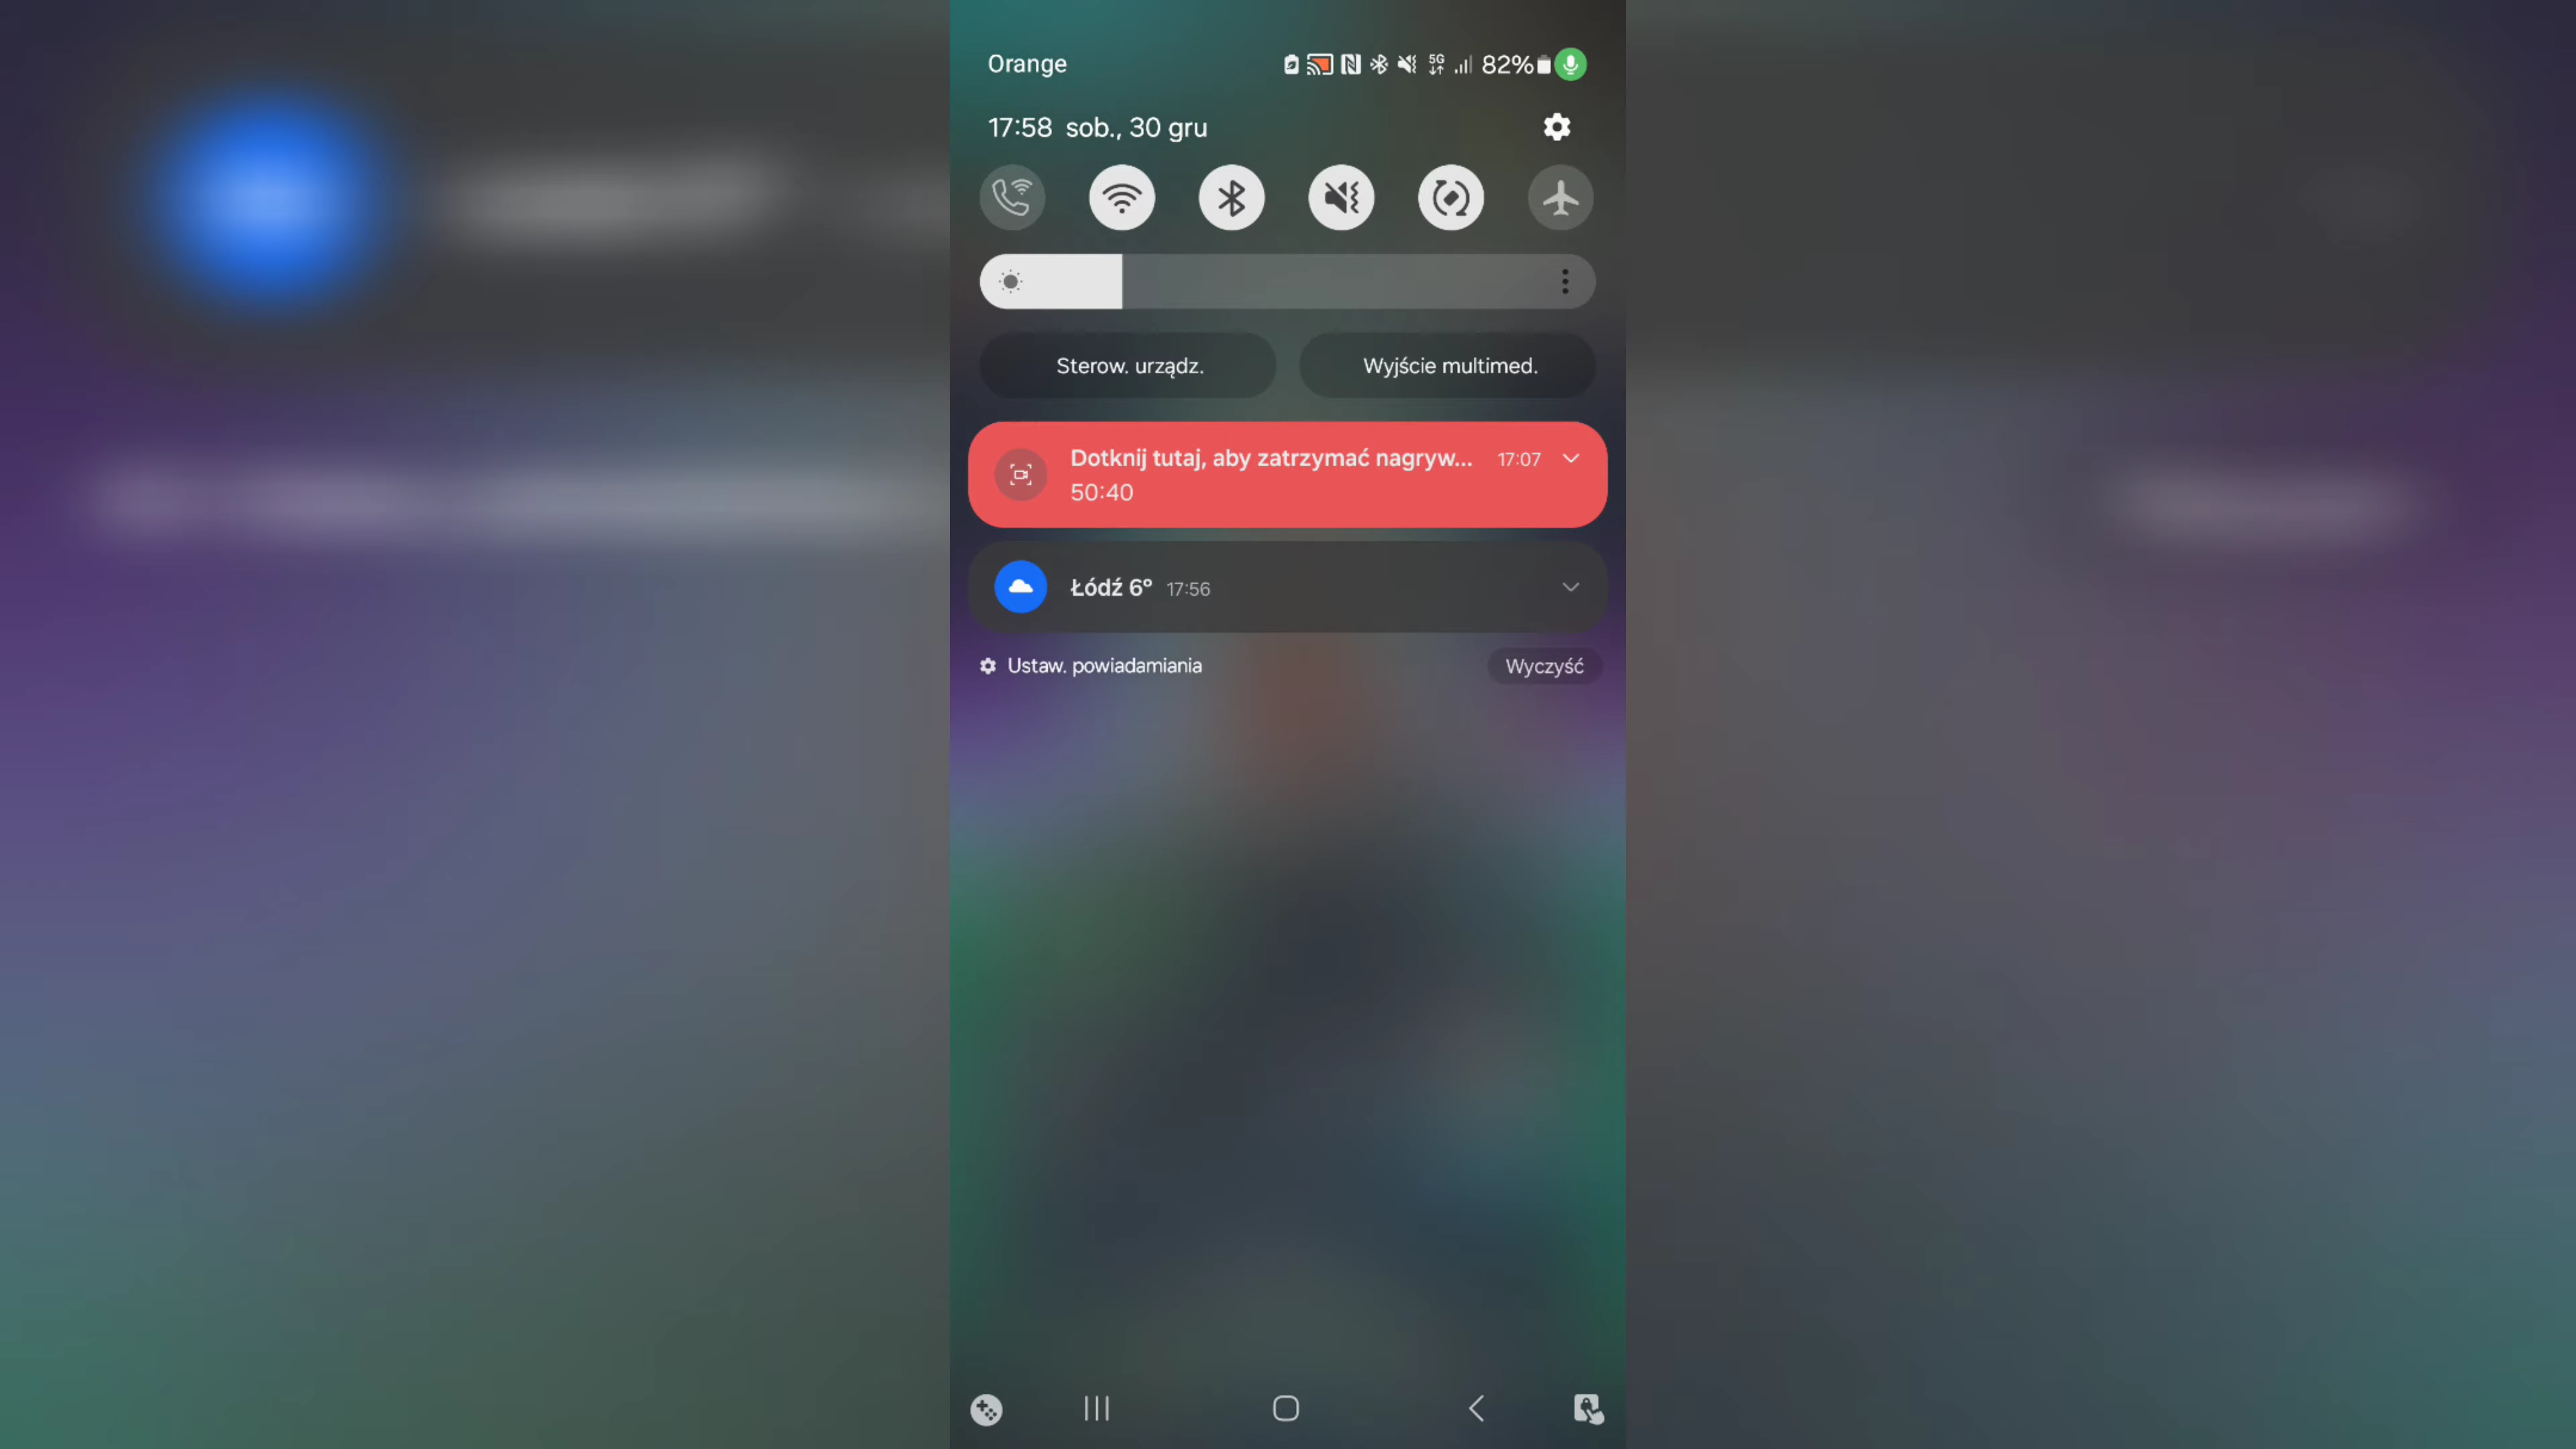 Orange
5G 82%
17:58 sob., 30 gru
Sterow. urządz.
Wyjście multimed.
Dotknij tutaj, aby zatrzymać nagryw... 17:07
50:40
Łódź 6° 17:56
Ustaw. powiadamiania
Wyczyść